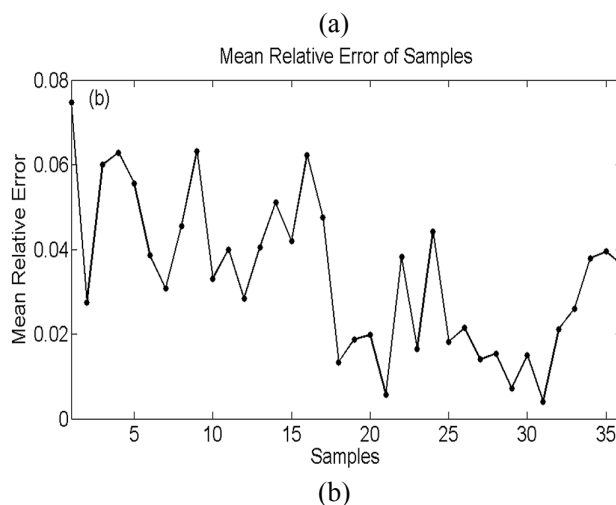 (a)
Mean Relative Error of Samples
(b)
0.08
0.06
0.04
0.02
0
Mean Relative Error
5 10 15 20 25 30 35
Samples
(b)